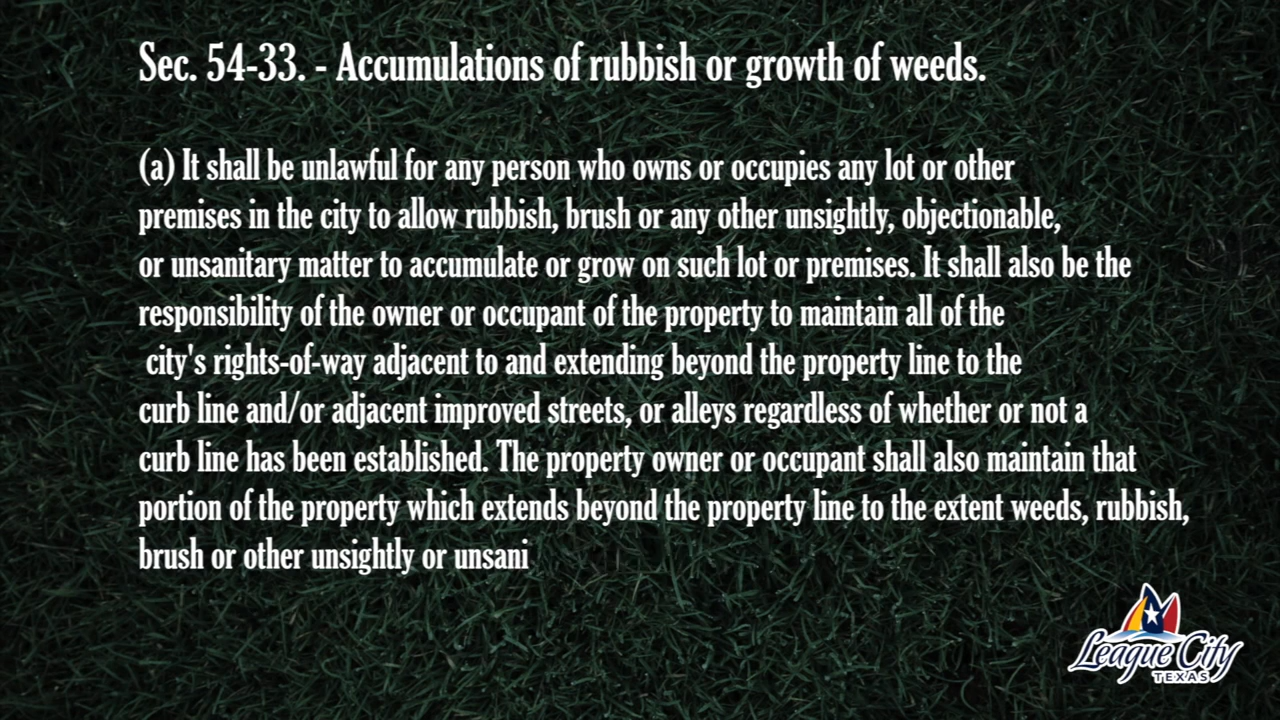 Sec. 54-33. - Accumulations of rubbish or growth of weeds.
(a) It shall be unlawful for any person who owns or occupies any lot or other
premises in the city to allow rubbish, brush or any other unsightly, objectionable,
or unsanitary matter to accumulate or grow on such lot or premises. It shall also be the
responsibility of the owner or occupant of the property to maintain all of the
city's rights-of-way adjacent to and extending beyond the property line to the
curb line and/or adjacent improved streets, or alleys regardless of whether or not a
curb line has been established. The property owner or occupant shall also maintain that
portion of the property which extends beyond the property line to the extent weeds, rubbish,
brush or other unsightly or unsani
League City
TEXAS